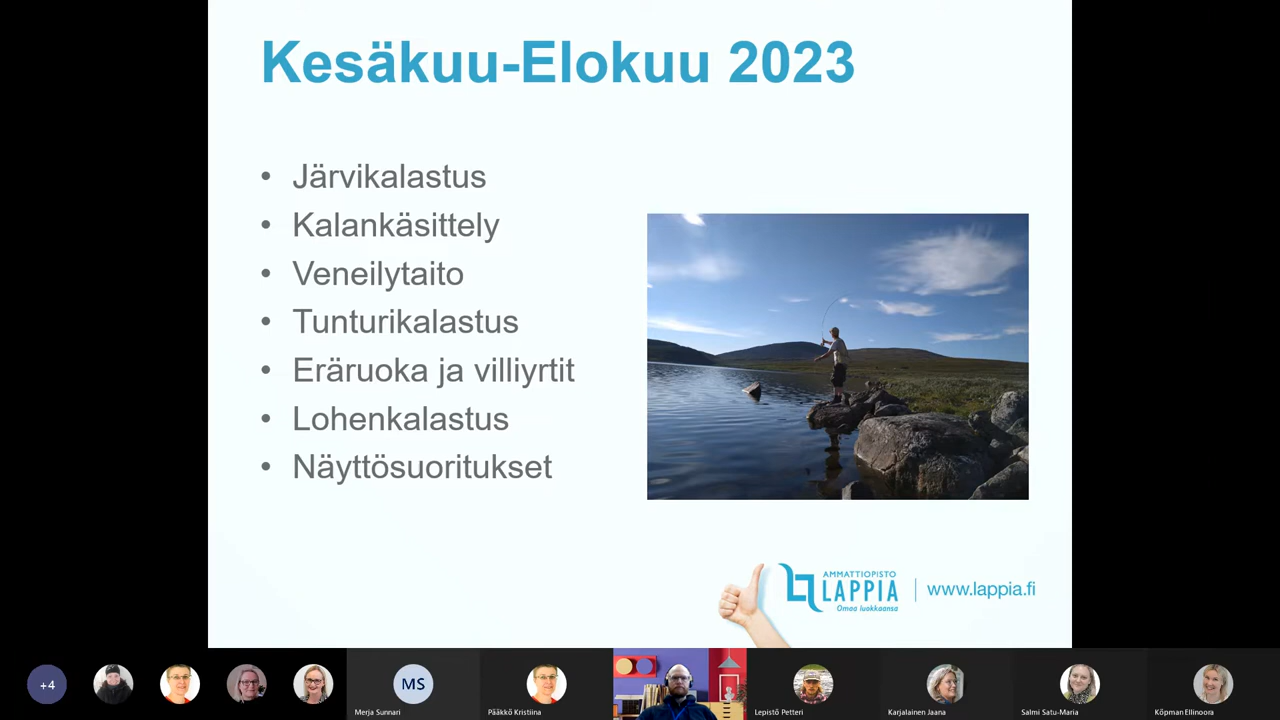 Kesäkuu-Elokuu 2023
• Järvikalastus
• Kalankäsittely
• Veneilytaito
• Tunturikalastus
• Eräruoka ja villiyrtit
• Lohenkalastus
• Näyttösuoritukset
AMMATTIOPISTO
LAPPIA
Omaa luokkaansa
www.lappia.fi
+4
MS
Merja Sunnari
Pääkkö Kristiina
Lepistö Petteri
Karjalainen Jaana
Salmi Satu-Maria
Köpman Ellinoora